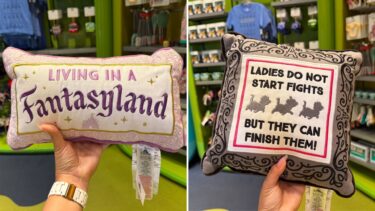 LIVING IN A
Fantasyland
LADIES DO NOT
START FIGHTS
BUT THEY CAN
FINISH THEM!